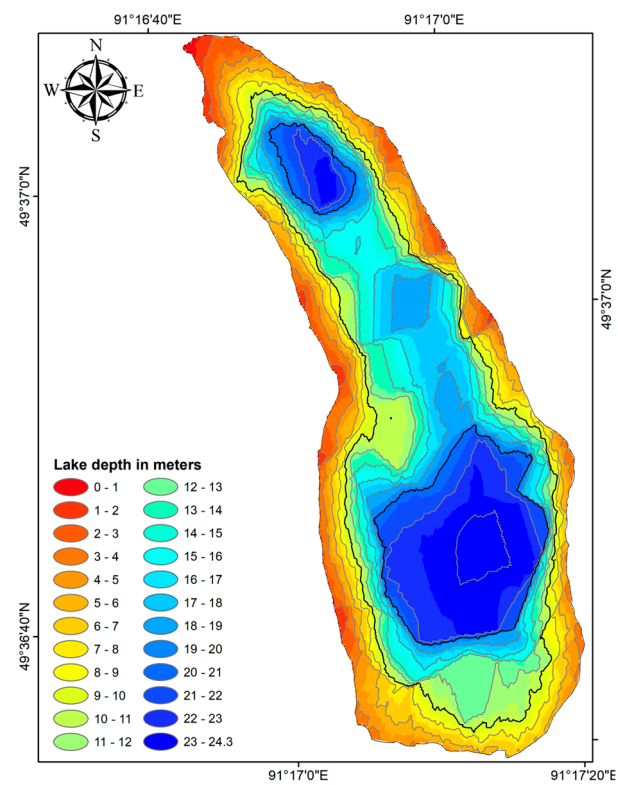 91°16'40"E 91°17'0"E
N
W E
S
49°37'0"N
49°37'0"N
Lake depth in meters
0 - 1 12 - 13
1 - 2 13 - 14
2 - 3 14 - 15
3 - 4 15 - 16
4 - 5 16 - 17
5 - 6 17 - 18
6 - 7 18 - 19
7 - 8 19 - 20
8 - 9 20 - 21
9 - 10 21 - 22
10 - 11 22 - 23
11 - 12 23 - 24.3
49°36'40"N
91°17'0"E 91°17'20"E